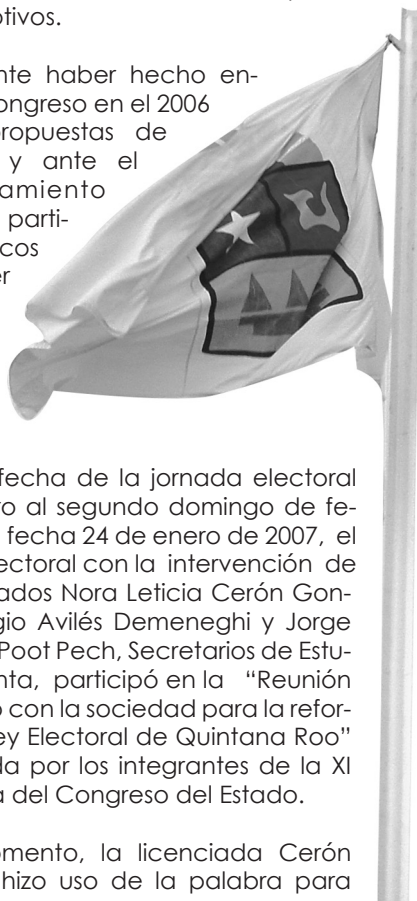 otivos.
nte haber hecho en-
ongreso en el 2006
ropuestas de
y ante el
amiento
parti-
cos
er
fecha de la jornada electoral
o al segundo domingo de fe-
fecha 24 de enero de 2007, el
ectoral con la intervención de
ados Nora Leticia Cerón Gon-
gio Avilés Demeneghi y Jorge
Poot Pech, Secretarios de Estu-
nta, participó en la “Reunión
o con la sociedad para la refor-
ey Electoral de Quintana Roo”
da por los integrantes de la XI
a del Congreso del Estado.
omento, la licenciada Cerón
hizo uso de la palabra para